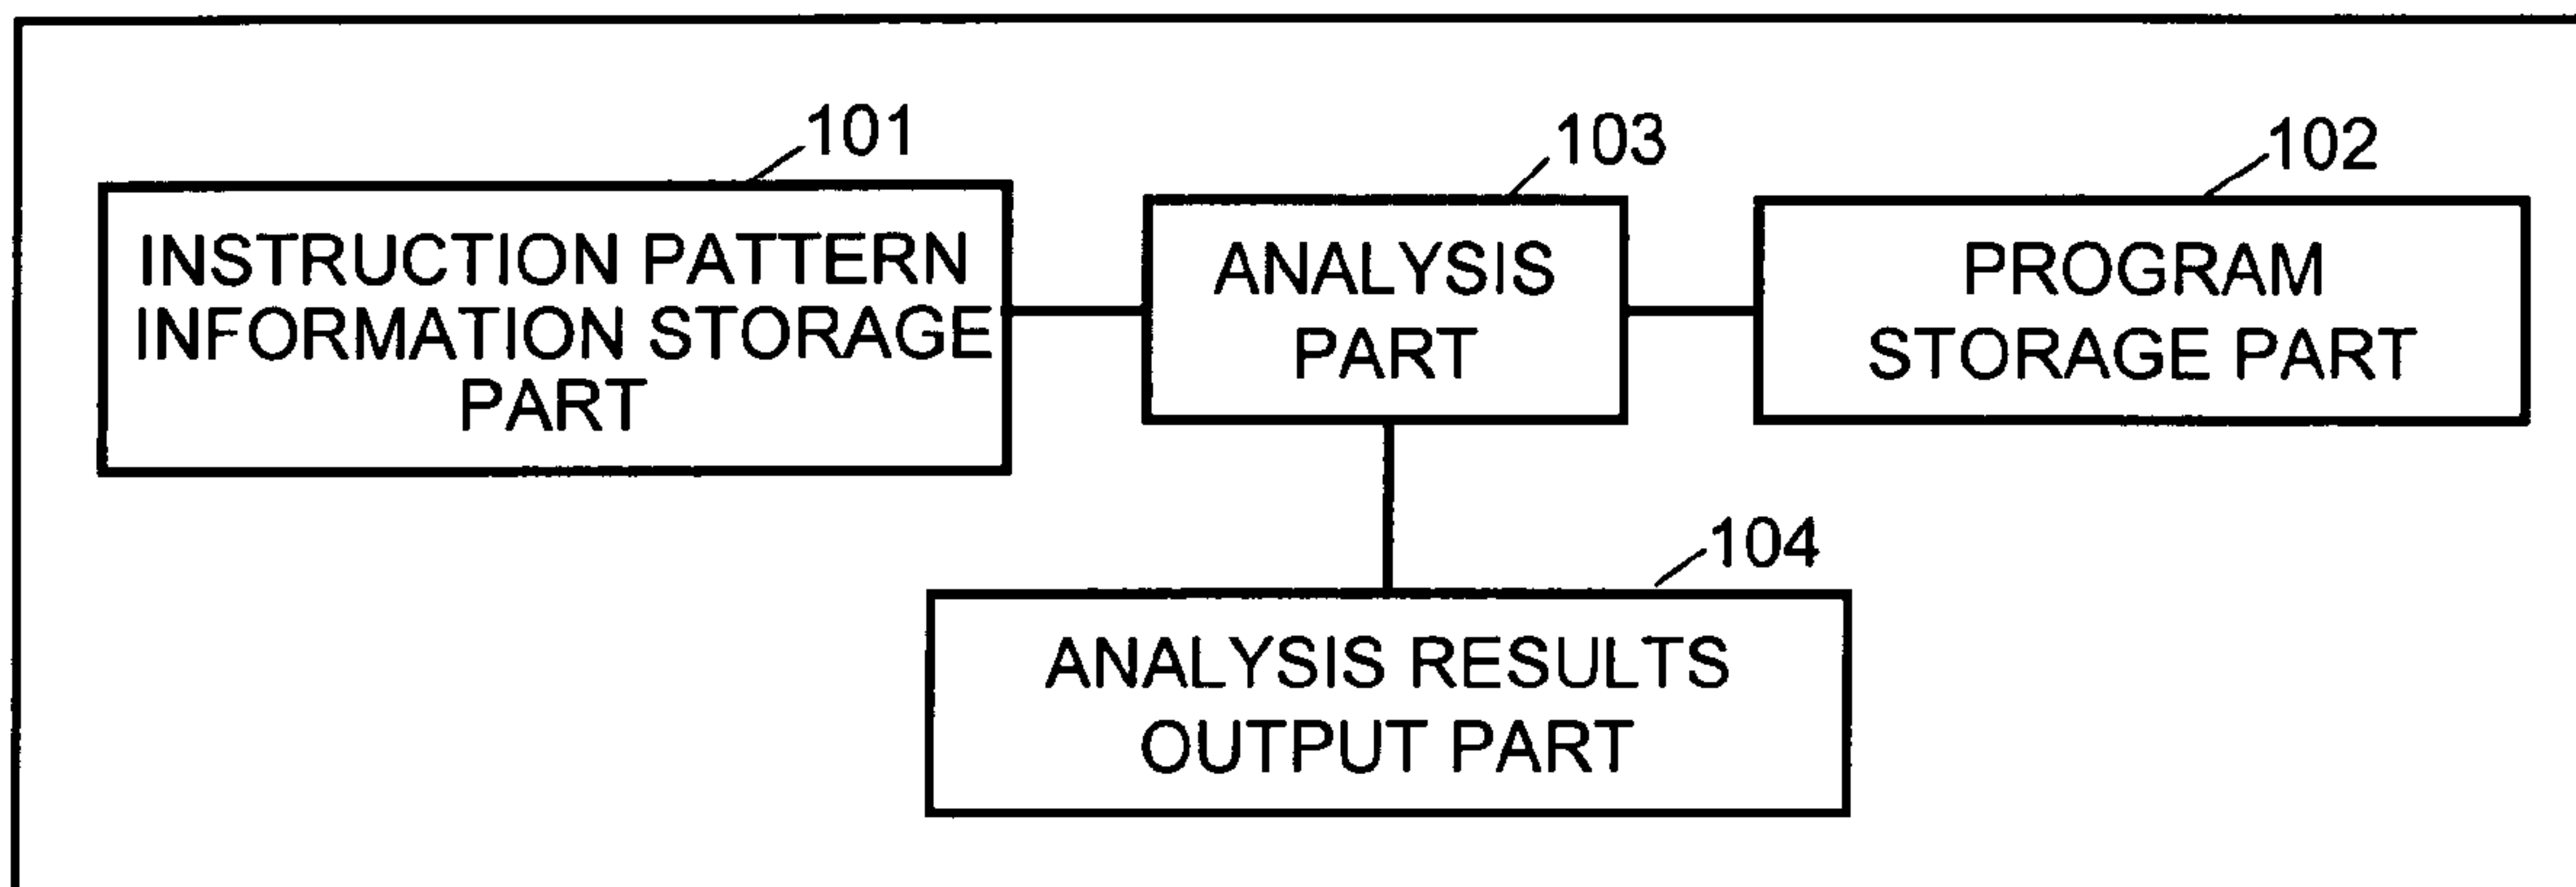 101
INSTRUCTION PATTERN
INFORMATION STORAGE
PART
103
ANALYSIS
PART
102
PROGRAM
STORAGE PART
104
ANALYSIS RESULTS
OUTPUT PART